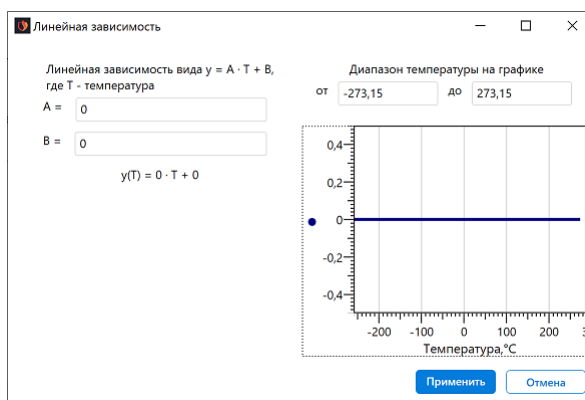 Линейная зависимость
Линейная зависимость вида y = A · T + B,
где T - температура
A = 0
B = 0
y(T) = 0 · T + 0
Диапазон температуры на графике
от -273,15 до 273,15
0,4
0,2
0
-0,2
-0,4
-200 -100 0 100 200
Температура,°C
Применить Отмена